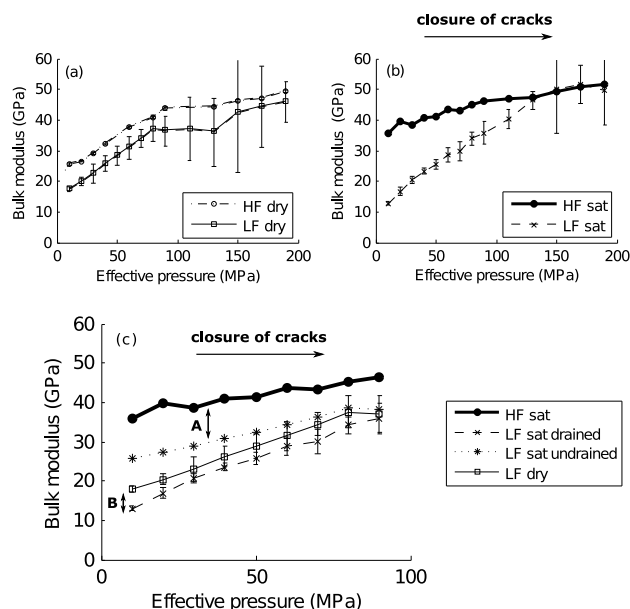 closure of cracks
(a)
60
50
40
30
20
10
0
Bulk modulus (GPa)
HF dry
LF dry
0 50 100 150 200
Effective pressure (MPa)
(b)
60
50
40
30
20
10
0
Bulk modulus (GPa)
HF sat
LF sat
0 50 100 150 200
Effective pressure (MPa)
(c)
closure of cracks
60
50
40
30
20
10
0
Bulk modulus (GPa)
A
B
0 50 100
Effective pressure (MPa)
HF sat
LF sat drained
LF sat undrained
LF dry